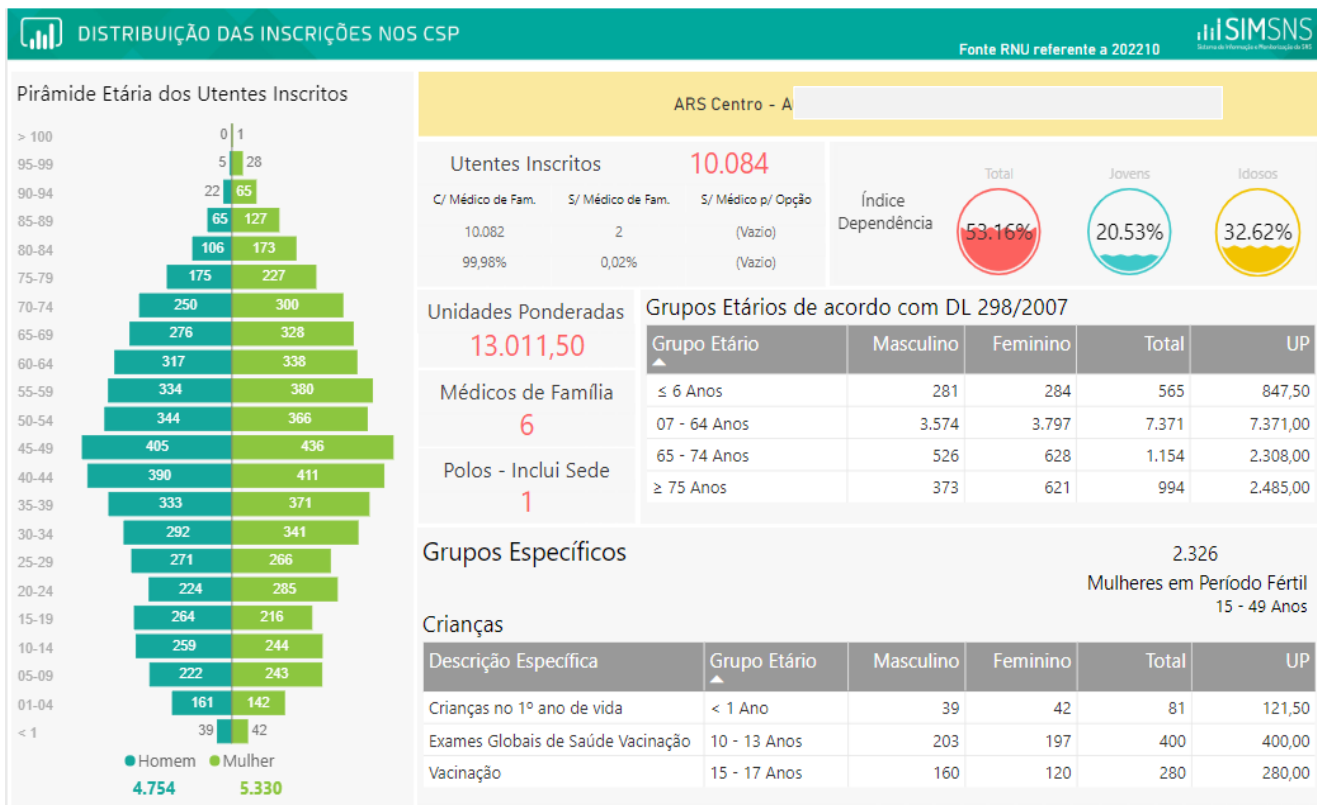 DISTRIBUIÇÃO DAS INSCRIÇÕES NOS CSP
Fonte RNU referente a 202210
SIMSNS
Sistema de Informação e Monitorização do SNS
Pirâmide Etária dos Utentes Inscritos
> 100 0 1
95-99 5 28
90-94 22 65
85-89 65 127
80-84 106 173
75-79 175 227
70-74 250 300
65-69 276 328
60-64 317 338
55-59 334 380
50-54 344 366
45-49 405 436
40-44 390 411
35-39 333 371
30-34 292 341
25-29 271 266
20-24 224 285
15-19 264 216
10-14 259 244
05-09 222 243
01-04 161 142
< 1 39 42
Homem Mulher
4.754 5.330
ARS Centro - A
Utentes Inscritos 10.084
C/ Médico de Fam. S/ Médico de Fam. S/ Médico p/ Opção
10.082 2 (Vazio)
99,98% 0,02% (Vazio)
Índice
Dependência
Total Jovens Idosos
53.16% 20.53% 32.62%
Unidades Ponderadas
13.011,50
Médicos de Família
6
Polos - Inclui Sede
1
Grupos Etários de acordo com DL 298/2007
Grupo Etário Masculino Feminino Total UP
≤ 6 Anos 281 284 565 847,50
07 - 64 Anos 3.574 3.797 7.371 7.371,00
65 - 74 Anos 526 628 1.154 2.308,00
≥ 75 Anos 373 621 994 2.485,00
Grupos Específicos
2.326
Mulheres em Período Fértil
15 - 49 Anos
Crianças
Descrição Específica Grupo Etário Masculino Feminino Total UP
Crianças no 1º ano de vida < 1 Ano 39 42 81 121,50
Exames Globais de Saúde Vacinação 10 - 13 Anos 203 197 400 400,00
Vacinação 15 - 17 Anos 160 120 280 280,00